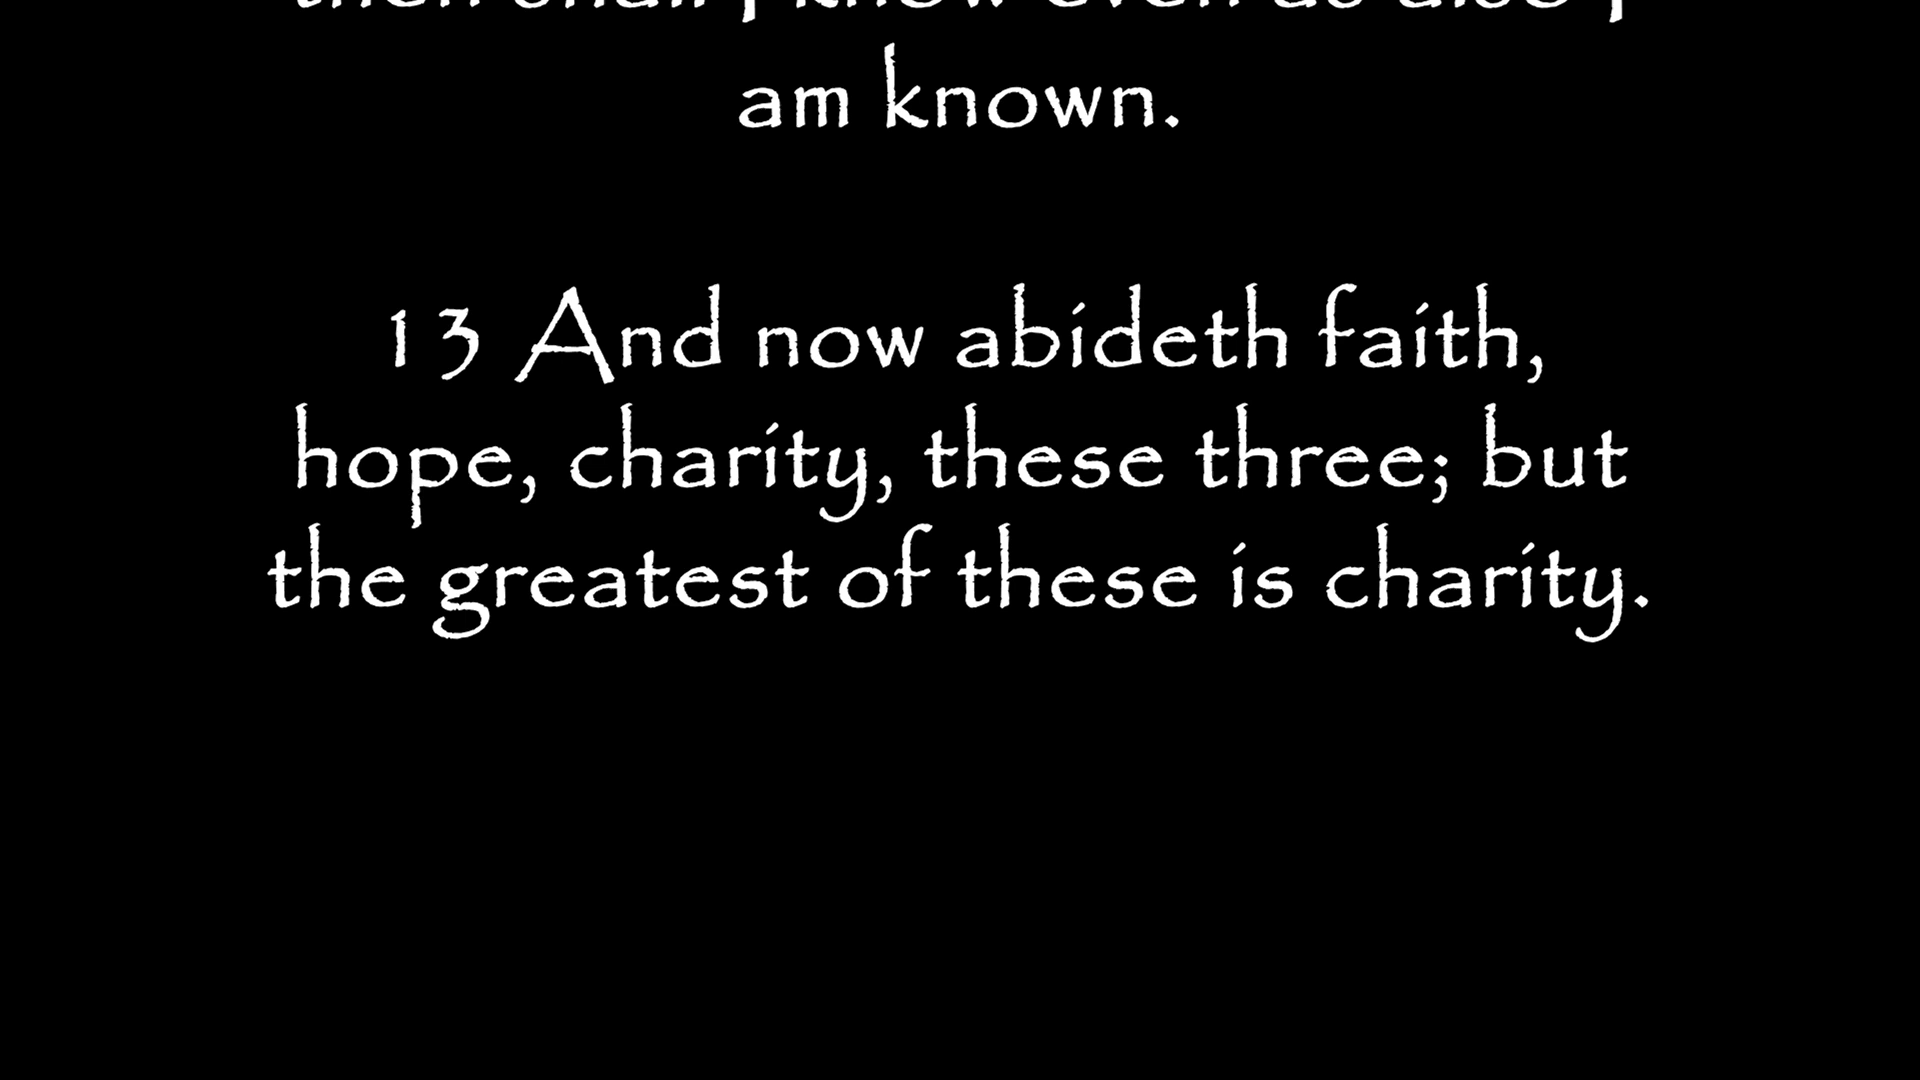 then shall I know even as also I
am known.
13 And now abideth faith,
hope, charity, these three; but
the greatest of these is charity.